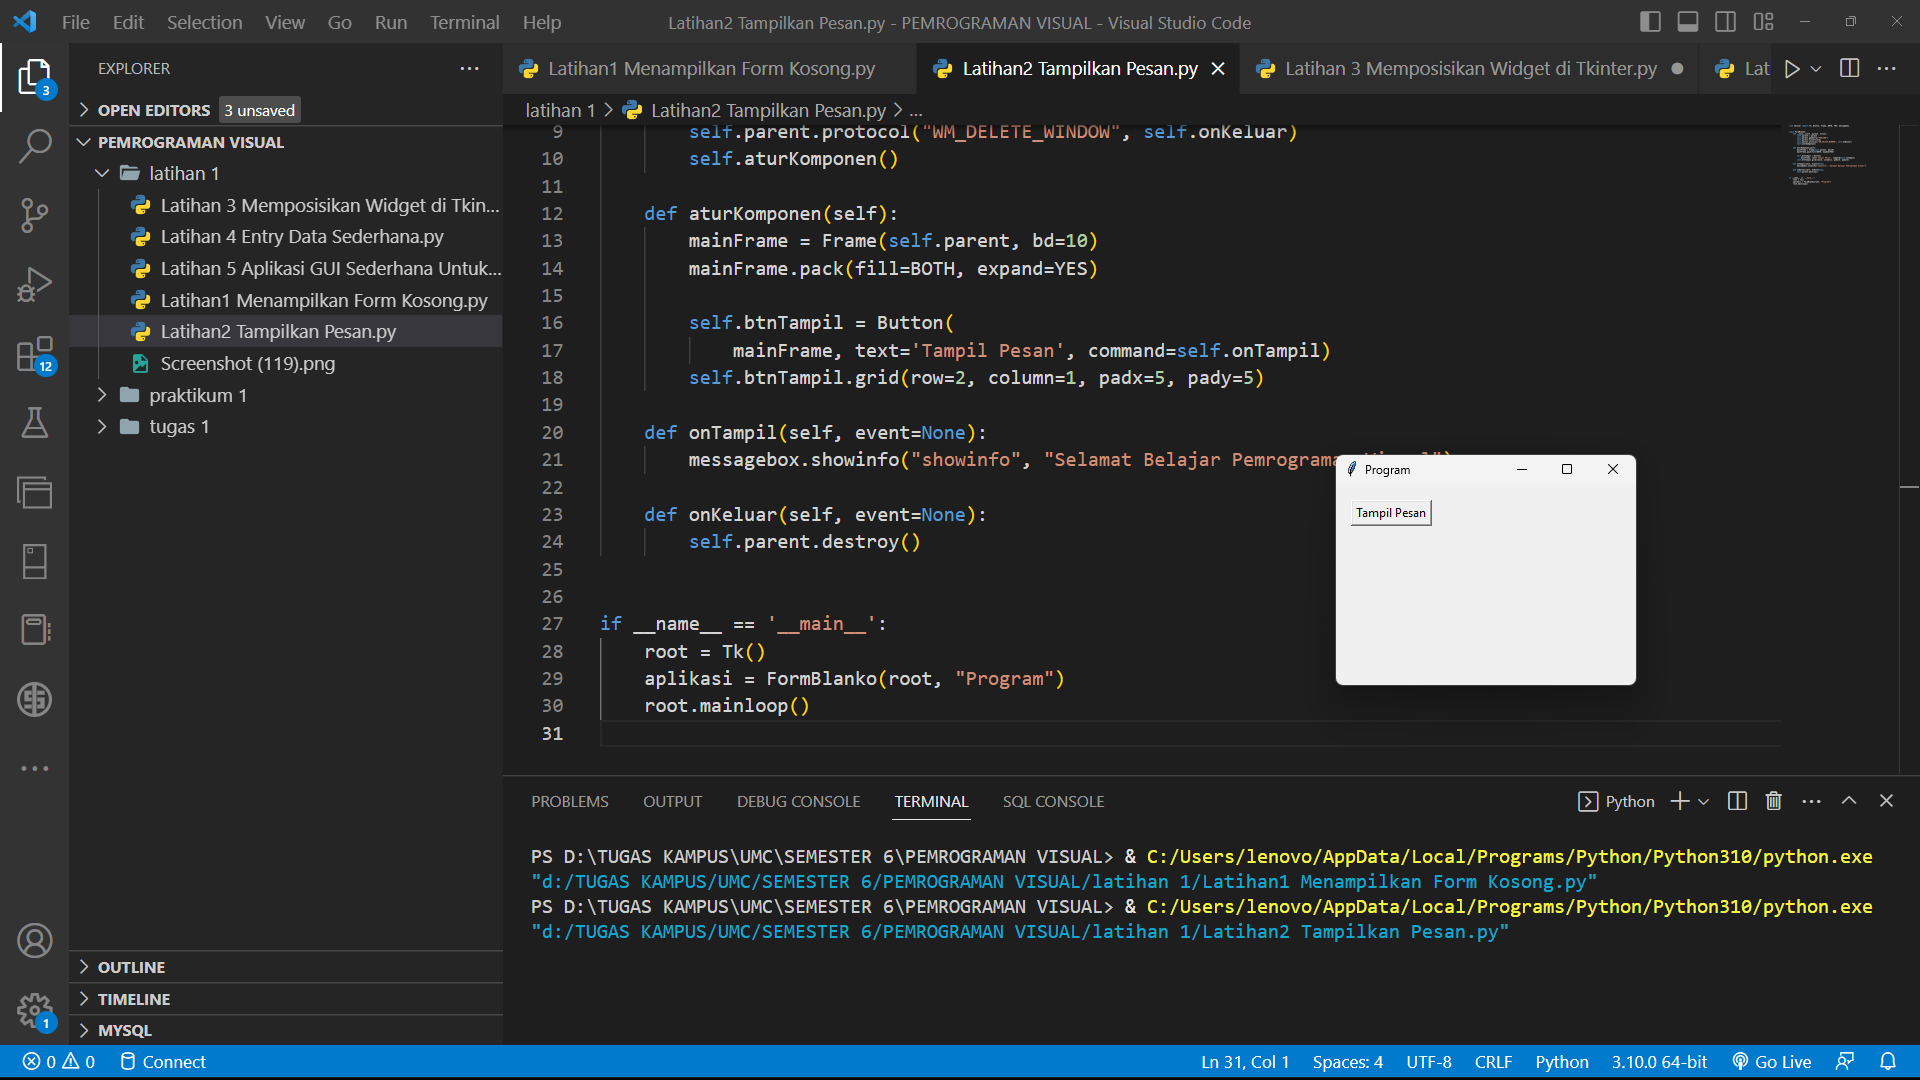 File Edit Selection View Go Run Terminal Help
Latihan2 Tampilkan Pesan.py - PEMROGRAMAN VISUAL - Visual Studio Code
EXPLORER
OPEN EDITORS 3 unsaved
PEMROGRAMAN VISUAL
latihan 1
Latihan 3 Memposisikan Widget di Tkin...
Latihan 4 Entry Data Sederhana.py
Latihan 5 Aplikasi GUI Sederhana Untuk...
Latihan1 Menampilkan Form Kosong.py
Latihan2 Tampilkan Pesan.py
Screenshot (119).png
praktikum 1
tugas 1
OUTLINE
TIMELINE
MYSQL
3
12
1
Latihan1 Menampilkan Form Kosong.py
Latihan2 Tampilkan Pesan.py
Latihan 3 Memposisikan Widget di Tkinter.py
Lat
latihan 1 > Latihan2 Tampilkan Pesan.py > ...
9 self.parent.protocol("WM_DELETE_WINDOW", self.onKeluar)
10 self.aturKomponen()
11
12 def aturKomponen(self):
13 mainFrame = Frame(self.parent, bd=10)
14 mainFrame.pack(fill=BOTH, expand=YES)
15
16 self.btnTampil = Button(
17 mainFrame, text='Tampil Pesan', command=self.onTampil)
18 self.btnTampil.grid(row=2, column=1, padx=5, pady=5)
19
20 def onTampil(self, event=None):
21 messagebox.showinfo("showinfo", "Selamat Belajar Pemrograma
22
23 def onKeluar(self, event=None):
24 self.parent.destroy()
25
26
27 if __name__ == '__main__':
28 root = Tk()
29 aplikasi = FormBlanko(root, "Program")
30 root.mainloop()
31
Program
Tampil Pesan
PROBLEMS OUTPUT DEBUG CONSOLE TERMINAL SQL CONSOLE
Python
PS D:\TUGAS KAMPUS\UMC\SEMESTER 6\PEMROGRAMAN VISUAL> & C:/Users/lenovo/AppData/Local/Programs/Python/Python310/python.exe
"d:/TUGAS KAMPUS/UMC/SEMESTER 6/PEMROGRAMAN VISUAL/latihan 1/Latihan1 Menampilkan Form Kosong.py"
PS D:\TUGAS KAMPUS\UMC\SEMESTER 6\PEMROGRAMAN VISUAL> & C:/Users/lenovo/AppData/Local/Programs/Python/Python310/python.exe
"d:/TUGAS KAMPUS/UMC/SEMESTER 6/PEMROGRAMAN VISUAL/latihan 1/Latihan2 Tampilkan Pesan.py"
0 0 Connect
Ln 31, Col 1 Spaces: 4 UTF-8 CRLF Python 3.10.0 64-bit Go Live